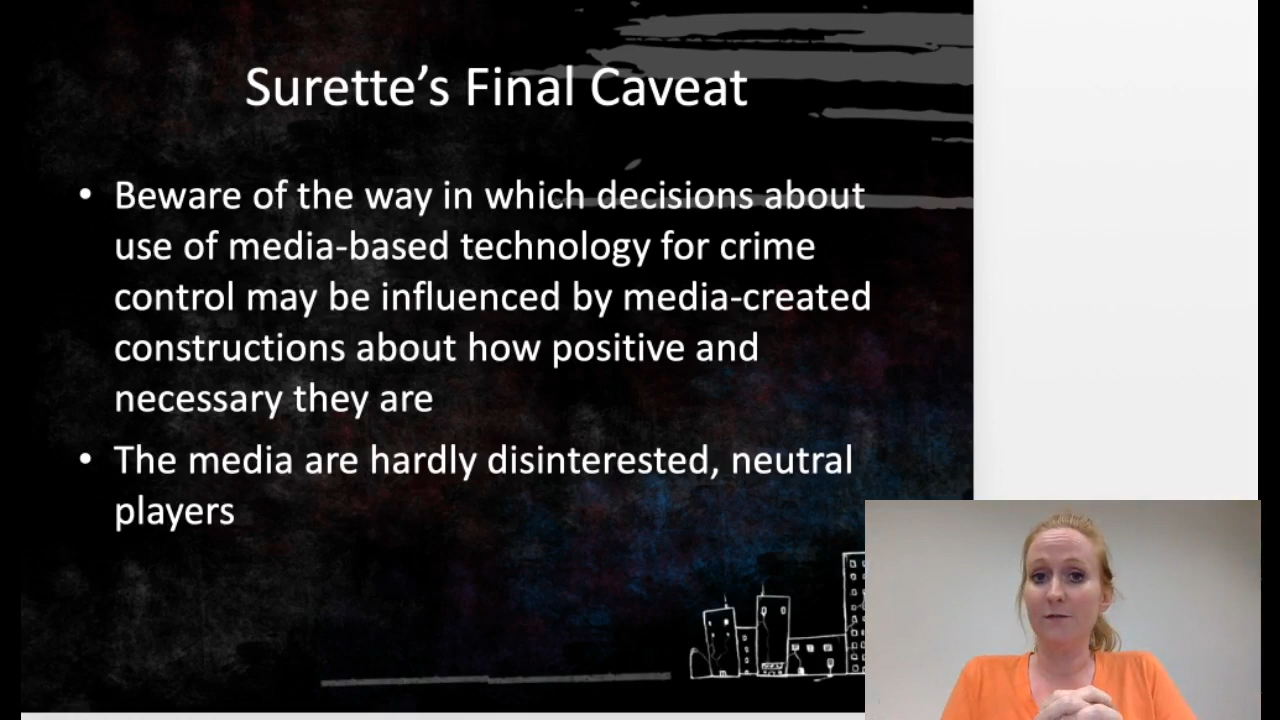 Surette’s Final Caveat
• Beware of the way in which decisions about
use of media-based technology for crime
control may be influenced by media-created
constructions about how positive and
necessary they are
• The media are hardly disinterested, neutral
players